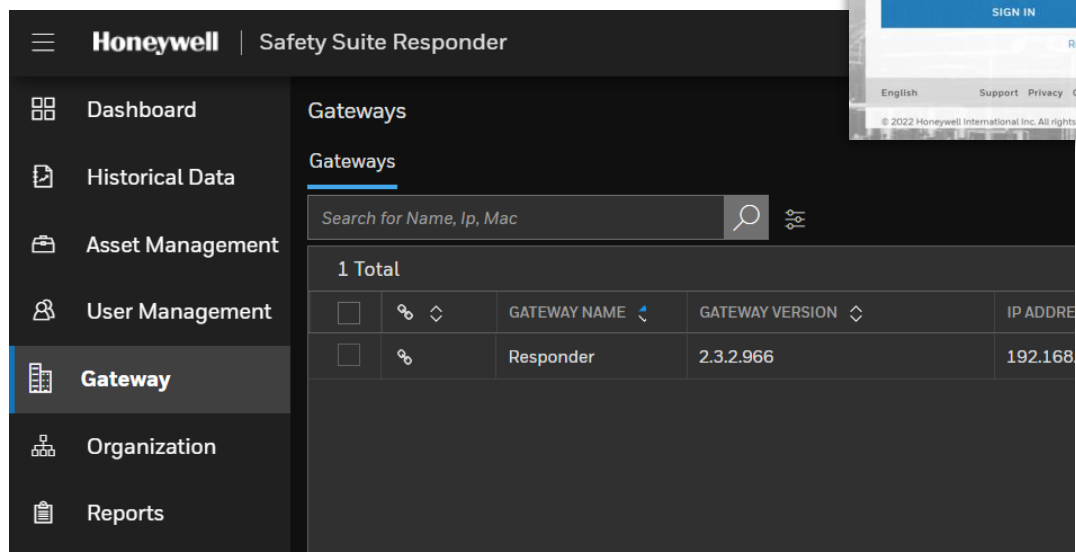 SIGN IN
English Support Privacy
© 2022 Honeywell International Inc. All rights
Honeywell | Safety Suite Responder
Dashboard
Historical Data
Asset Management
User Management
Gateway
Organization
Reports
Gateways
Gateways
Search for Name, Ip, Mac
1 Total
GATEWAY NAME GATEWAY VERSION IP ADDRE
Responder 2.3.2.966 192.168.